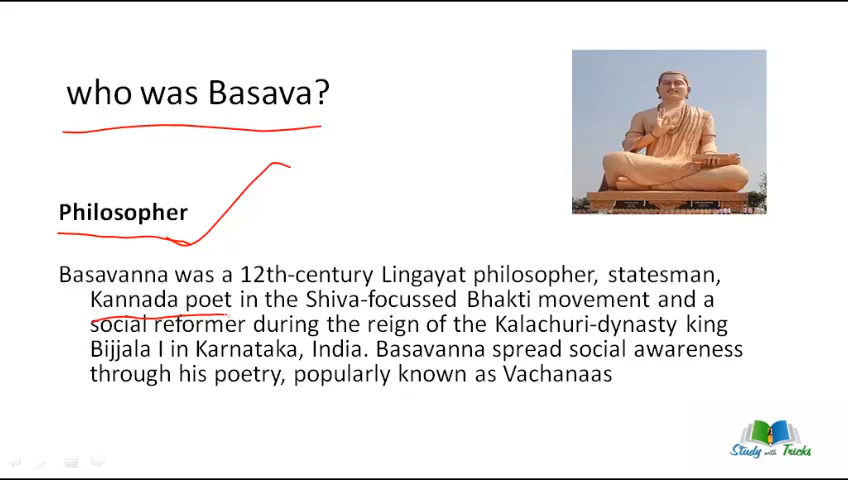 who was Basava?
Philosopher
Basavanna was a 12th-century Lingayat philosopher, statesman,
Kannada poet in the Shiva-focussed Bhakti movement and a
social reformer during the reign of the Kalachuri-dynasty king
Bijjala I in Karnataka, India. Basavanna spread social awareness
through his poetry, popularly known as Vachanaas
Study with Tricks